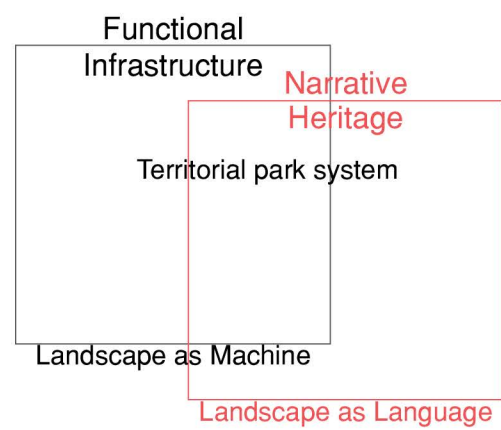 Functional
Infrastructure
Narrative
Heritage
Territorial park system
Landscape as Machine
Landscape as Language